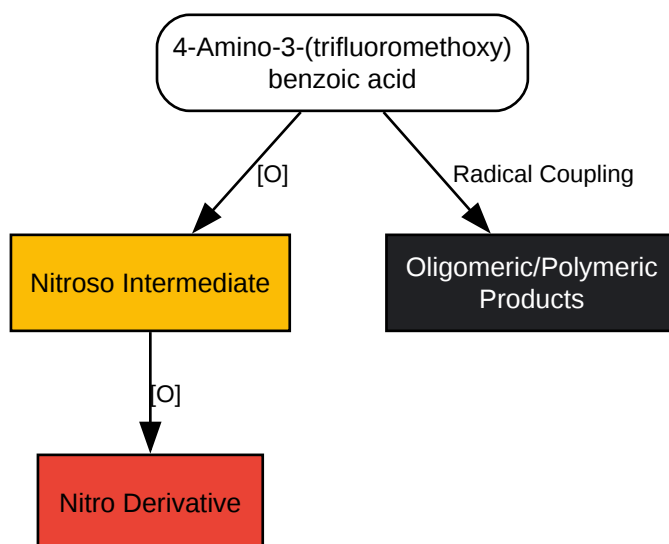 4-Amino-3-(trifluoromethoxy)
benzoic acid
[O]
Radical Coupling
Nitroso Intermediate
Oligomeric/Polymeric
Products
[O]
Nitro Derivative